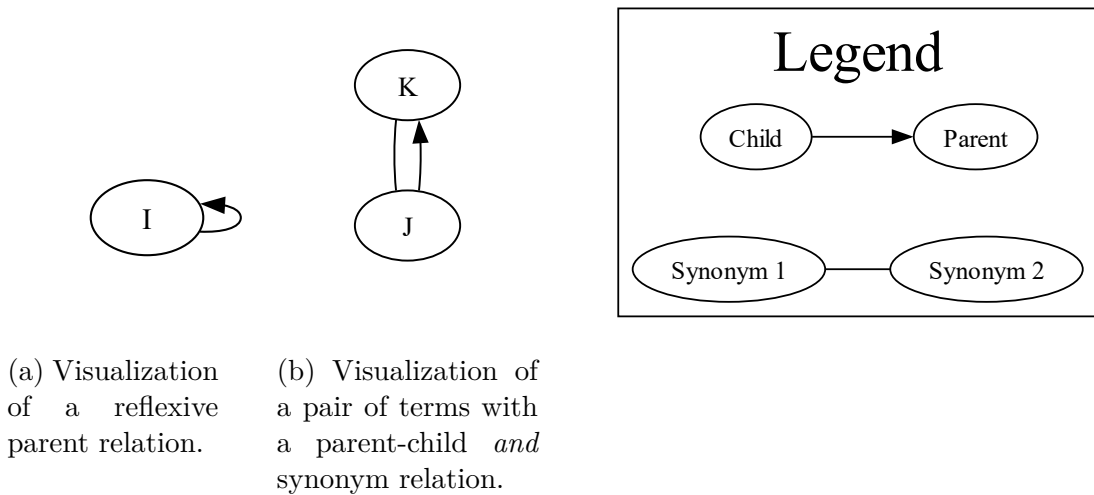 I
K
J
(a) Visualization
of a reflexive
parent relation.
(b) Visualization of
a pair of terms with
a parent-child and
synonym relation.
Legend
Child
Parent
Synonym 1
Synonym 2